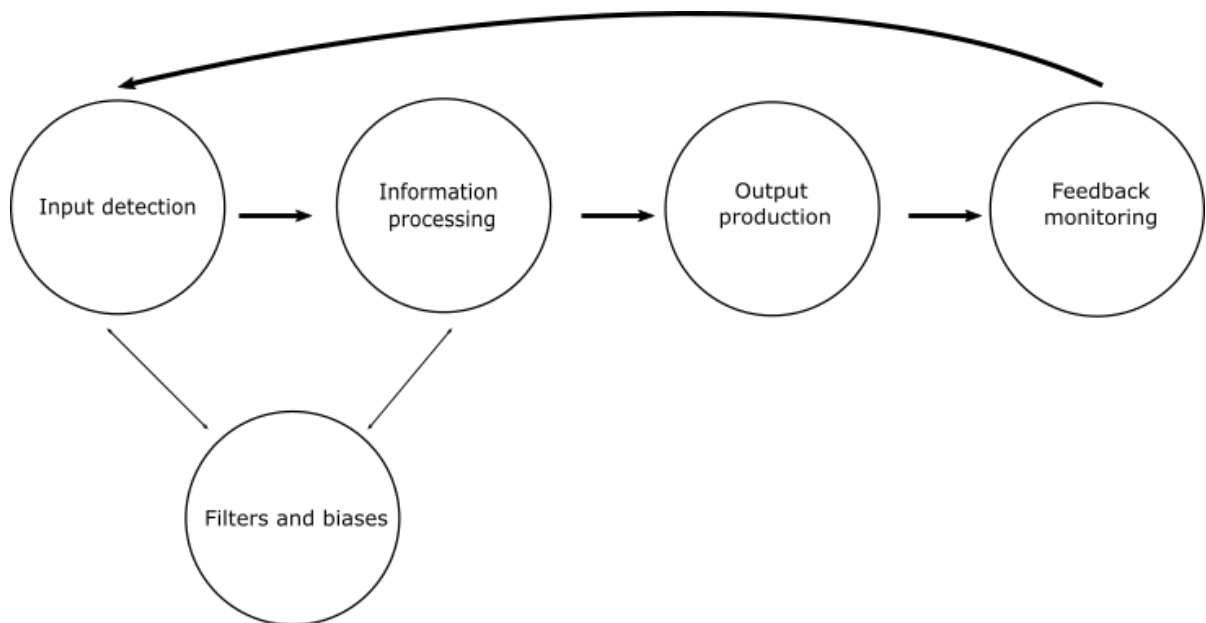 Input detection
Information
processing
Output
production
Feedback
monitoring
Filters and biases